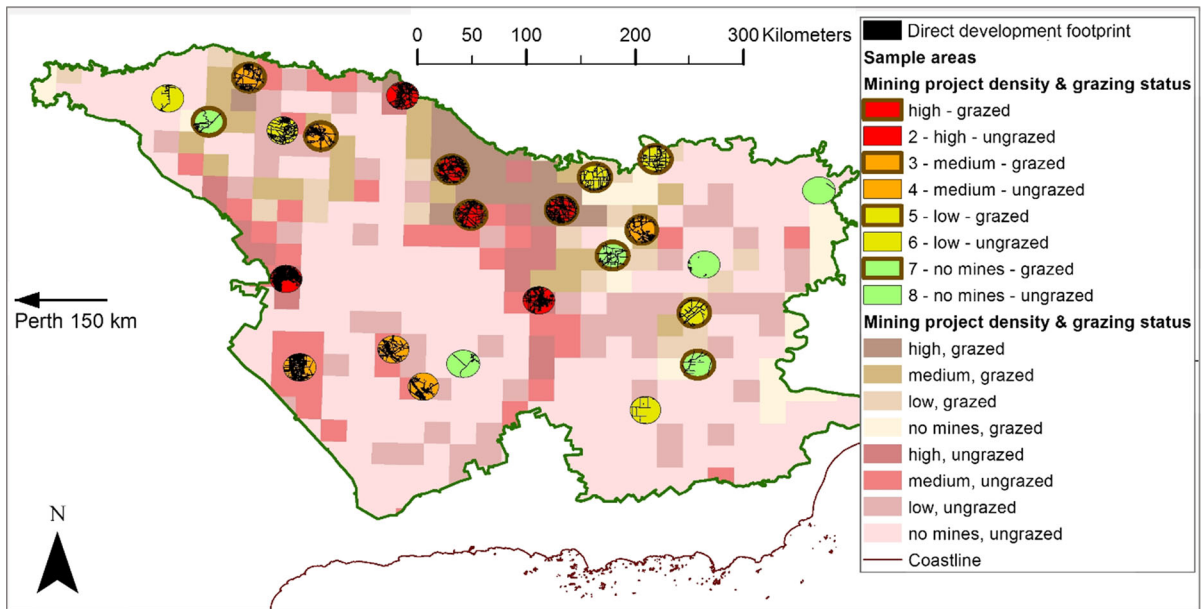 0 50 100 200 300 Kilometers
Perth 150 km
N
Direct development footprint
Sample areas
Mining project density & grazing status
high - grazed
2 - high - ungrazed
3 - medium - grazed
4 - medium - ungrazed
5 - low - grazed
6 - low - ungrazed
7 - no mines - grazed
8 - no mines - ungrazed
Mining project density & grazing status
high, grazed
medium, grazed
low, grazed
no mines, grazed
high, ungrazed
medium, ungrazed
low, ungrazed
no mines, ungrazed
Coastline